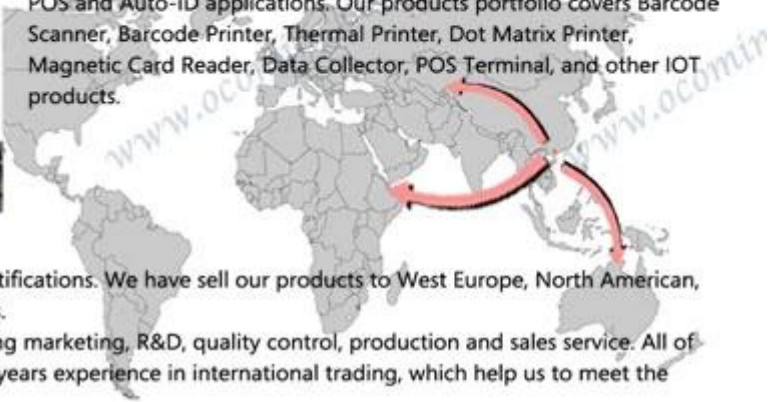 POS and Auto-ID applications. Our products portfolio covers Barcode
Scanner, Barcode Printer, Thermal Printer, Dot Matrix Printer,
Magnetic Card Reader, Data Collector, POS Terminal, and other IOT
products.
www.ocomin
tifications. We have sell our products to West Europe, North American,
s.
ng marketing, R&D, quality control, production and sales service. All of
years experience in international trading, which help us to meet the